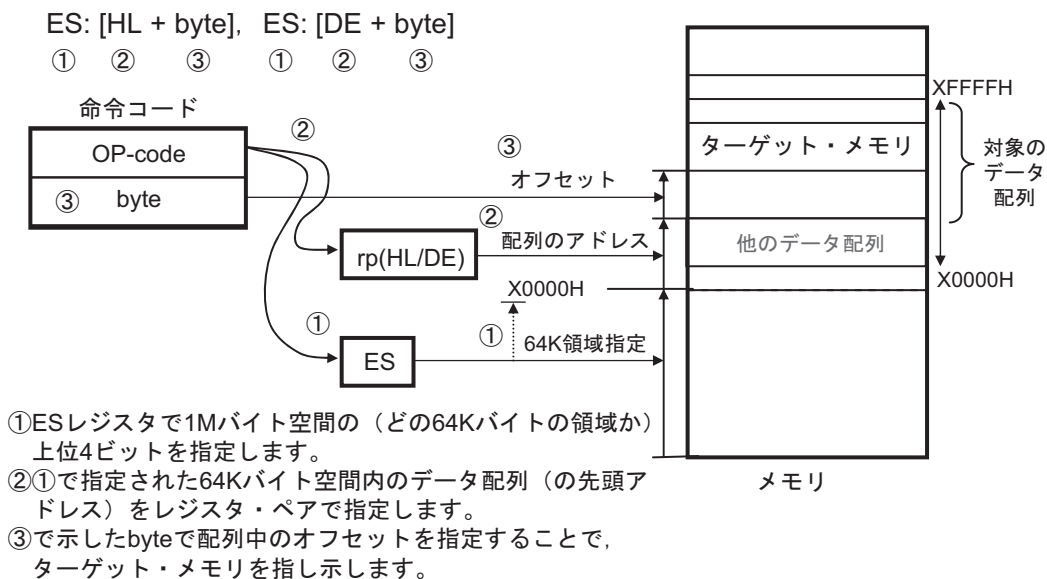 ES: [HL + byte],  ES: [DE + byte]
① ② ③ ① ② ③
命令コード
OP-code
③ byte
②
③
オフセット
②
配列のアドレス
rp(HL/DE)
X0000H
①
①
64K領域指定
ES
XFFFFH
ターゲット・メモリ
対象の
データ
配列
他のデータ配列
X0000H
メモリ
①ESレジスタで1Mバイト空間の（どの64Kバイトの領域か）
上位4ビットを指定します。
②①で指定された64Kバイト空間内のデータ配列（の先頭ア
ドレス）をレジスタ・ペアで指定します。
③で示したbyteで配列中のオフセットを指定することで,
ターゲット・メモリを指し示します。